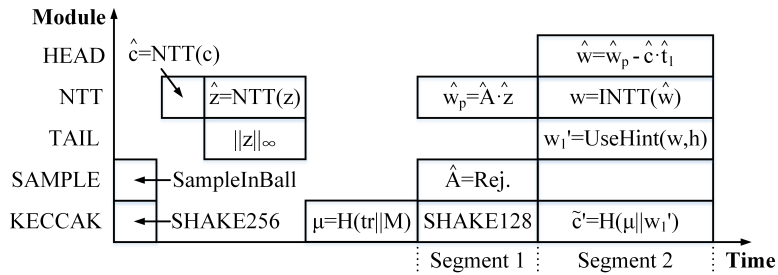 Module
HEAD ĉ=NTT(c) ŵ=ŵₚ-ĉ·t̂₁
NTT ẑ=NTT(z) ŵₚ=Â·ẑ w=INTT(ŵ)
TAIL ||z||∞ w₁'=UseHint(w,h)
SAMPLE SampleInBall Â=Rej.
KECCAK SHAKE256 μ=H(tr||M) SHAKE128 c̃'=H(μ||w₁')
Segment 1 Segment 2 Time